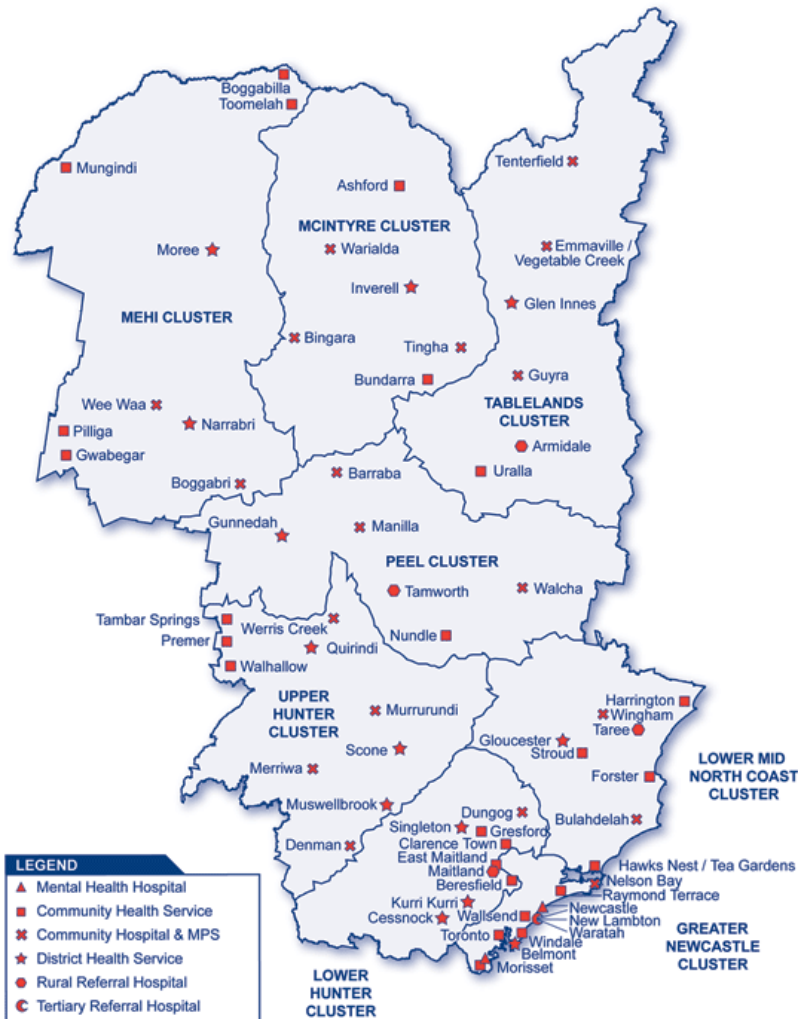 Boggabilla
Toomelah
Mungindi
Tenterfield
Ashford
MCINTYRE CLUSTER
Moree
Warialda
Emmaville /
Vegetable Creek
Inverell
Glen Innes
MEHI CLUSTER
Bingara
Tingha
Guyra
Bundarra
TABLELANDS
CLUSTER
Wee Waa
Narrabri
Pilliga
Armidale
Gwabegar
Uralla
Boggabri
Barraba
Gunnedah
Manilla
PEEL CLUSTER
Tamworth
Walcha
Tambar Springs
Werris Creek
Nundle
Premer
Quirindi
Walhallow
UPPER
HUNTER
CLUSTER
Murrurundi
Harrington
Wingham
Taree
Gloucester
Stroud
Scone
Merriwa
Forster
LOWER MID
NORTH COAST
CLUSTER
Muswellbrook
Dungog
Bulahdelah
Singleton
Gresford
Denman
Clarence Town
East Maitland
Maitland
Beresfield
Hawks Nest / Tea Gardens
Nelson Bay
Raymond Terrace
Kurri Kurri
Cessnock
Wallsend
Newcastle
New Lambton
Waratah
Toronto
Windale
Belmont
Morisset
GREATER
NEWCASTLE
CLUSTER
LOWER
HUNTER
CLUSTER
LEGEND
Mental Health Hospital
Community Health Service
Community Hospital & MPS
District Health Service
Rural Referral Hospital
Tertiary Referral Hospital